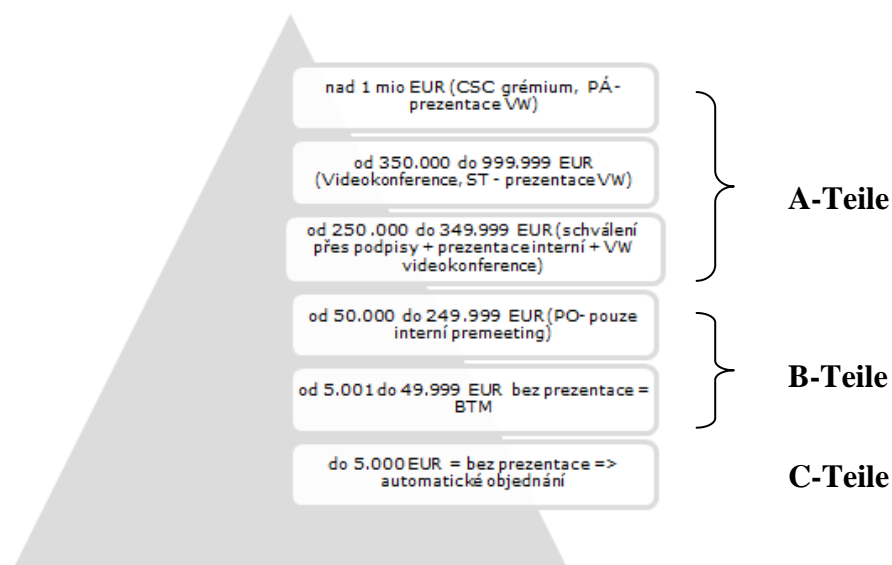 nad 1 mio EUR (CSC grémium, PÁ-
prezentace VW)
od 350.000 do 999.999 EUR
(Videokonference, ST - prezentace VW)
A-Teile
od 250 .000 do 349.999 EUR (schválení
přes podpisy + prezentace interní + VW
videokonference)
od 50.000 do 249.999 EUR (PO- pouze
interní premeeting)
B-Teile
od 5.001 do 49.999 EUR bez prezentace =
BTM
do 5.000 EUR = bez prezentace =>
automatické objednání
C-Teile